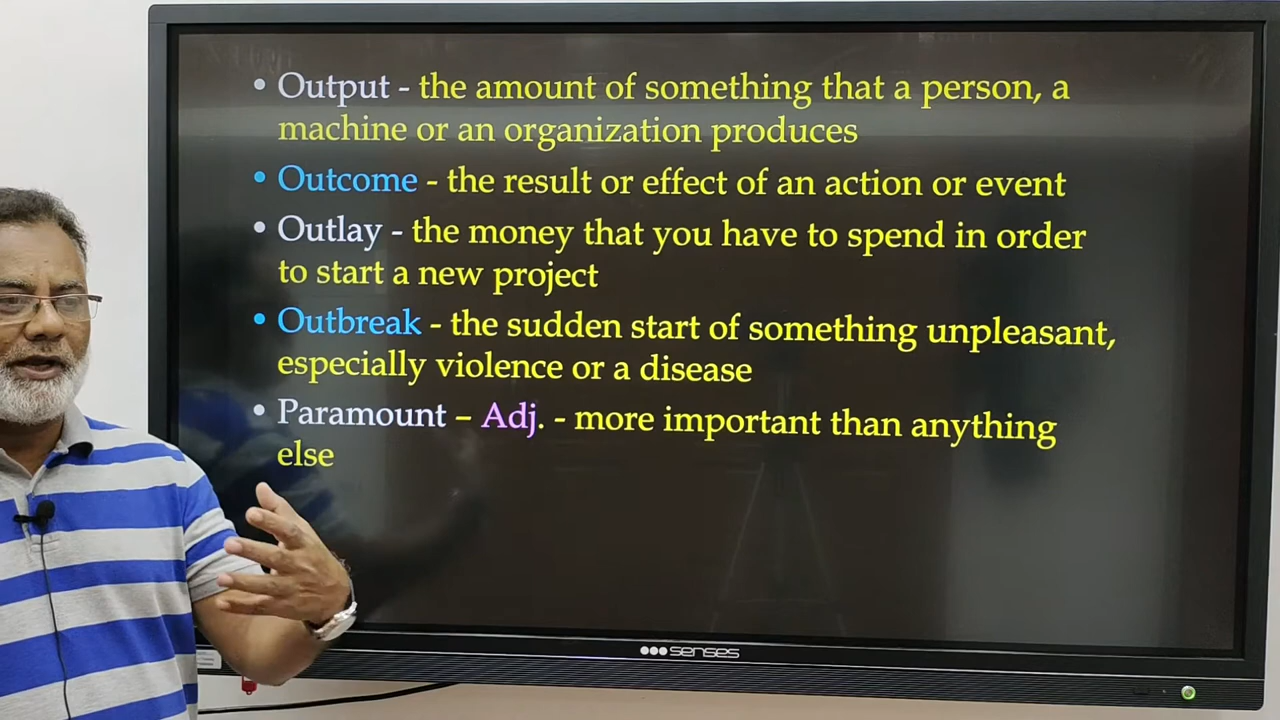 • Output - the amount of something that a person, a
machine or an organization produces
• Outcome - the result or effect of an action or event
• Outlay - the money that you have to spend in order
to start a new project
• Outbreak - the sudden start of something unpleasant,
especially violence or a disease
• Paramount – Adj. - more important than anything
else
senses